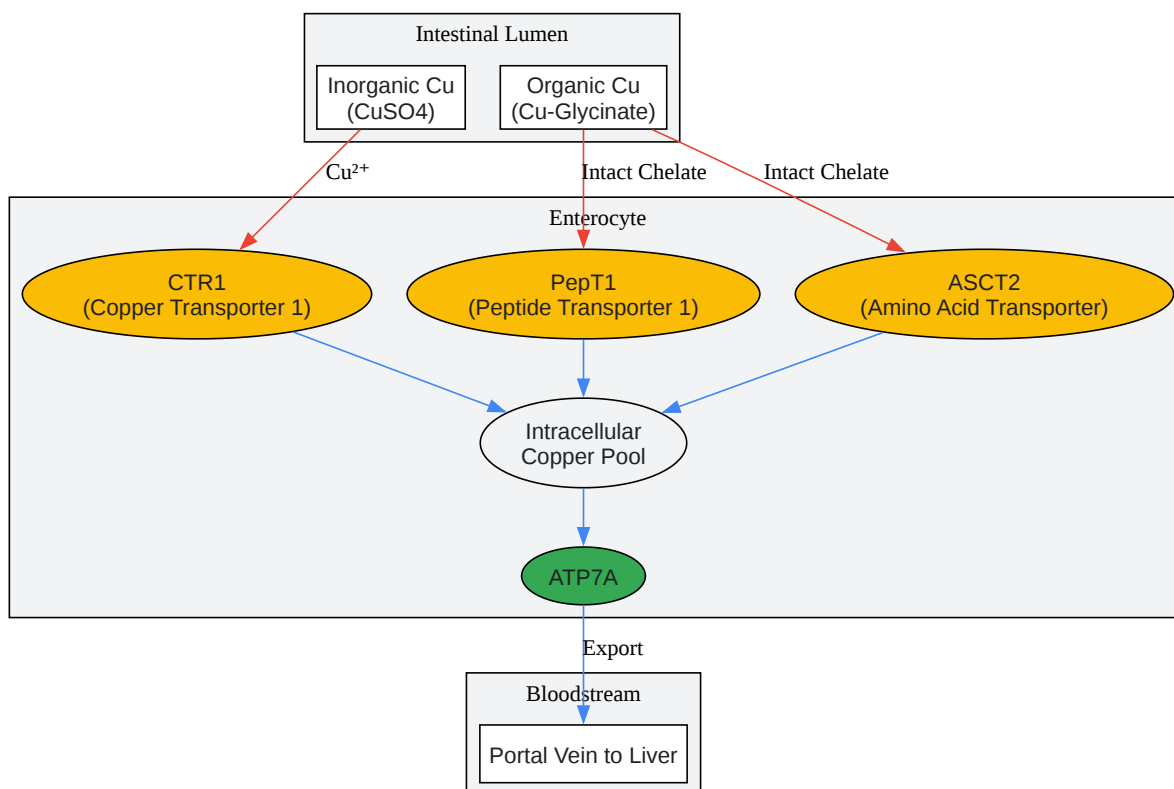 Intestinal Lumen
Inorganic Cu
(CuSO4)
Organic Cu
(Cu-Glycinate)
Cu²⁺
Intact Chelate
Intact Chelate
Enterocyte
CTR1
(Copper Transporter 1)
PepT1
(Peptide Transporter 1)
ASCT2
(Amino Acid Transporter)
Intracellular
Copper Pool
ATP7A
Export
Bloodstream
Portal Vein to Liver